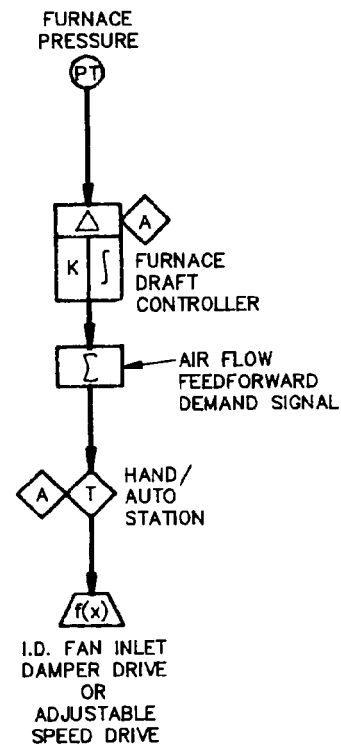 FURNACE
PRESSURE
PT
Δ
A
K ∫
FURNACE
DRAFT
CONTROLLER
Σ
AIR FLOW
FEEDFORWARD
DEMAND SIGNAL
A
T
HAND/
AUTO
STATION
f(x)
I.D. FAN INLET
DAMPER DRIVE
OR
ADJUSTABLE
SPEED DRIVE